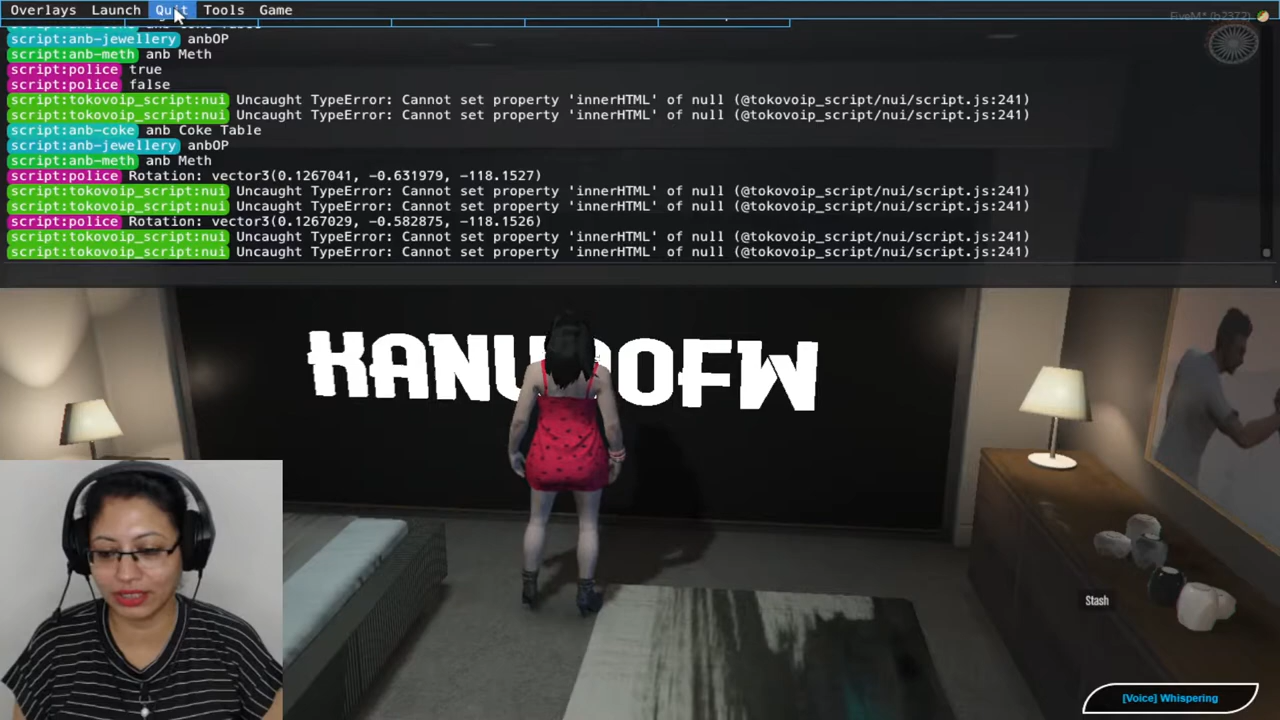 Overlays Launch Quit Tools Game
FiveM* (b2372)
script:anb-jewellery anbOP
script:anb-meth anb Meth
script:police true
script:police false
script:tokovoip_script:nui Uncaught TypeError: Cannot set property 'innerHTML' of null (@tokovoip_script/nui/script.js:241)
script:tokovoip_script:nui Uncaught TypeError: Cannot set property 'innerHTML' of null (@tokovoip_script/nui/script.js:241)
script:anb-coke anb Coke Table
script:anb-jewellery anbOP
script:anb-meth anb Meth
script:police Rotation: vector3(0.1267041, -0.631979, -118.1527)
script:tokovoip_script:nui Uncaught TypeError: Cannot set property 'innerHTML' of null (@tokovoip_script/nui/script.js:241)
script:tokovoip_script:nui Uncaught TypeError: Cannot set property 'innerHTML' of null (@tokovoip_script/nui/script.js:241)
script:police Rotation: vector3(0.1267029, -0.582875, -118.1526)
script:tokovoip_script:nui Uncaught TypeError: Cannot set property 'innerHTML' of null (@tokovoip_script/nui/script.js:241)
script:tokovoip_script:nui Uncaught TypeError: Cannot set property 'innerHTML' of null (@tokovoip_script/nui/script.js:241)
Stash
[Voice] Whispering